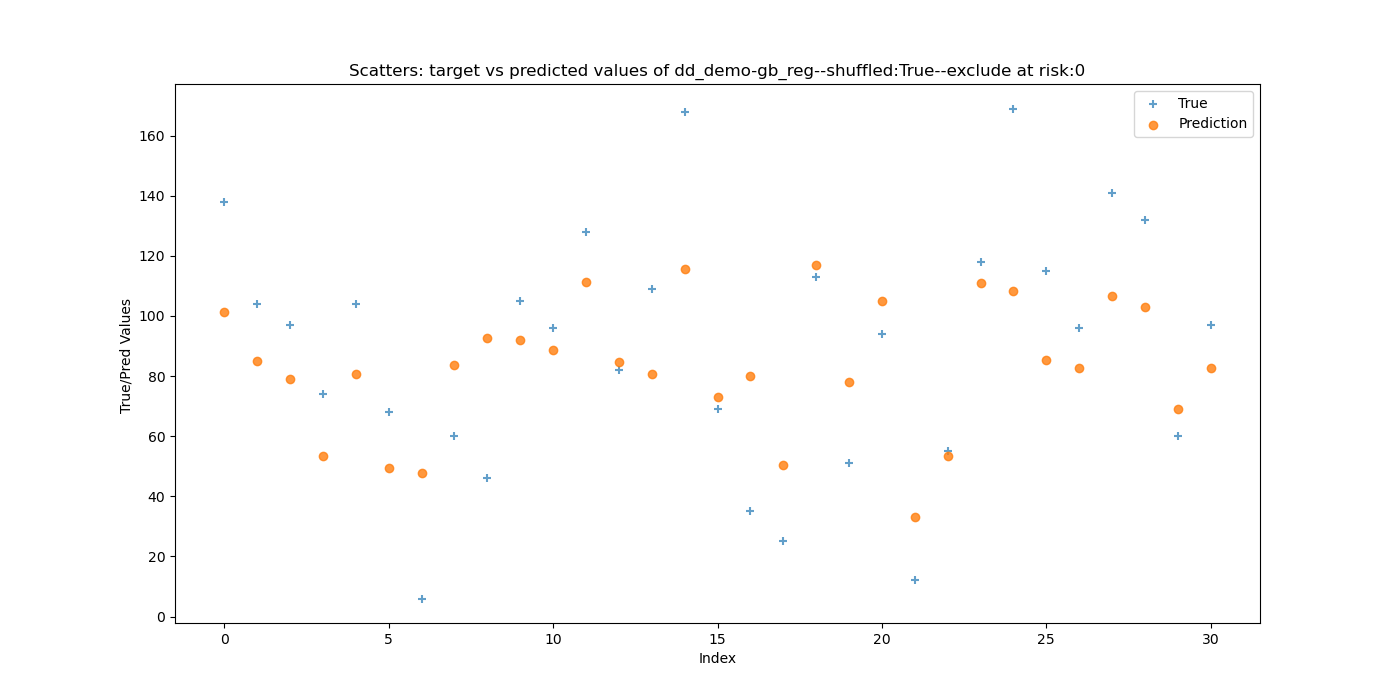 Scatters: target vs predicted values of dd_demo-gb_reg--shuffled:True--exclude at risk:0
True
Prediction
160
140
120
100
80
60
40
20
0
True/Pred Values
0 5 10 15 20 25 30
Index